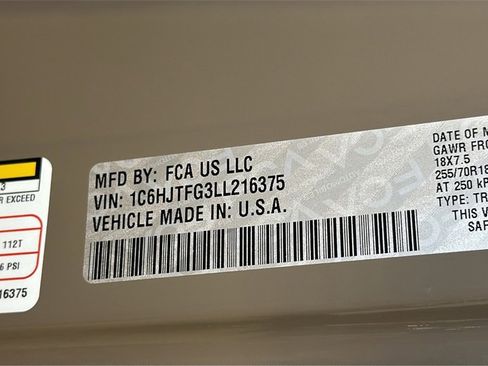 3
R EXCEED
112T
6 PSI
16375
MFD BY: FCA US LLC
VIN: 1C6HJTFG3LL216375
VEHICLE MADE IN: U.S.A.
DATE OF M
GAWR FRO
18X7.5
255/70R18
AT 250 kP
TYPE: TR
THIS V
SAF